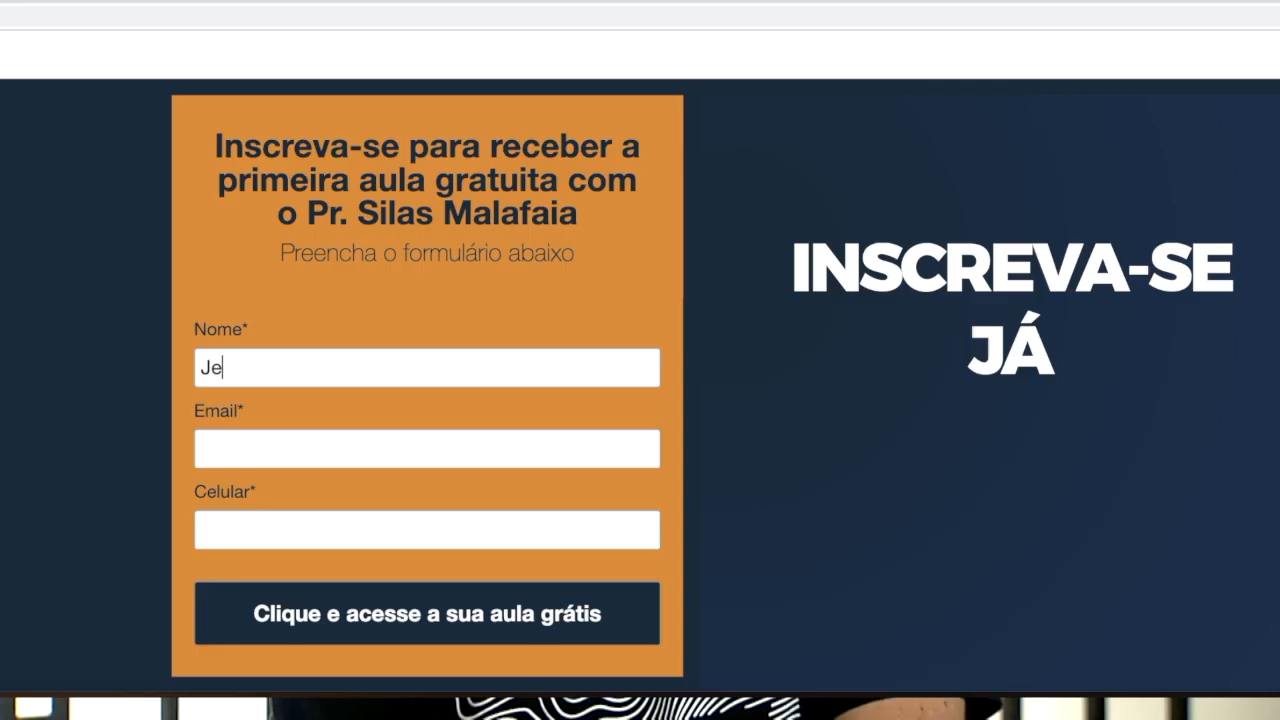 Inscreva-se para receber a
primeira aula gratuita com
o Pr. Silas Malafaia
Preencha o formulário abaixo
Nome*
Je
Email*
Celular*
Clique e acesse a sua aula grátis
INSCREVA-SE
JÁ